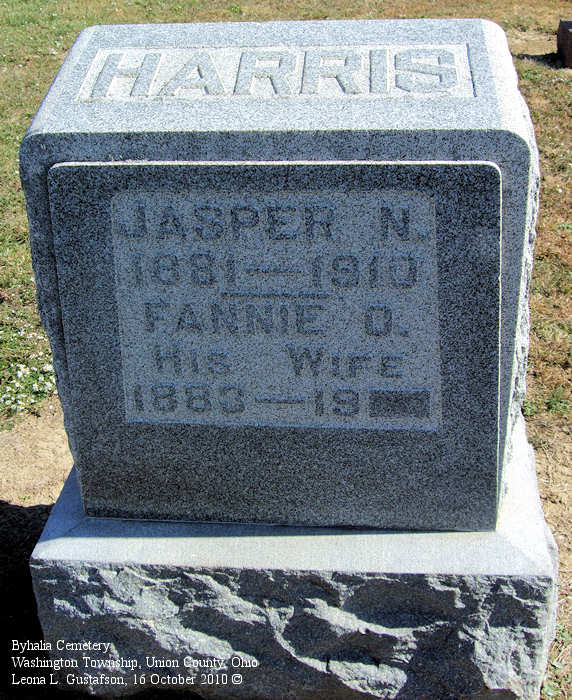 HARRIS
JASPER N.
1881—1910
FANNIE O.
HIS WIFE
1883—19
Byhalia Cemetery
Washington Township, Union County, Ohio
Leona L. Gustafson, 16 October 2010 ©